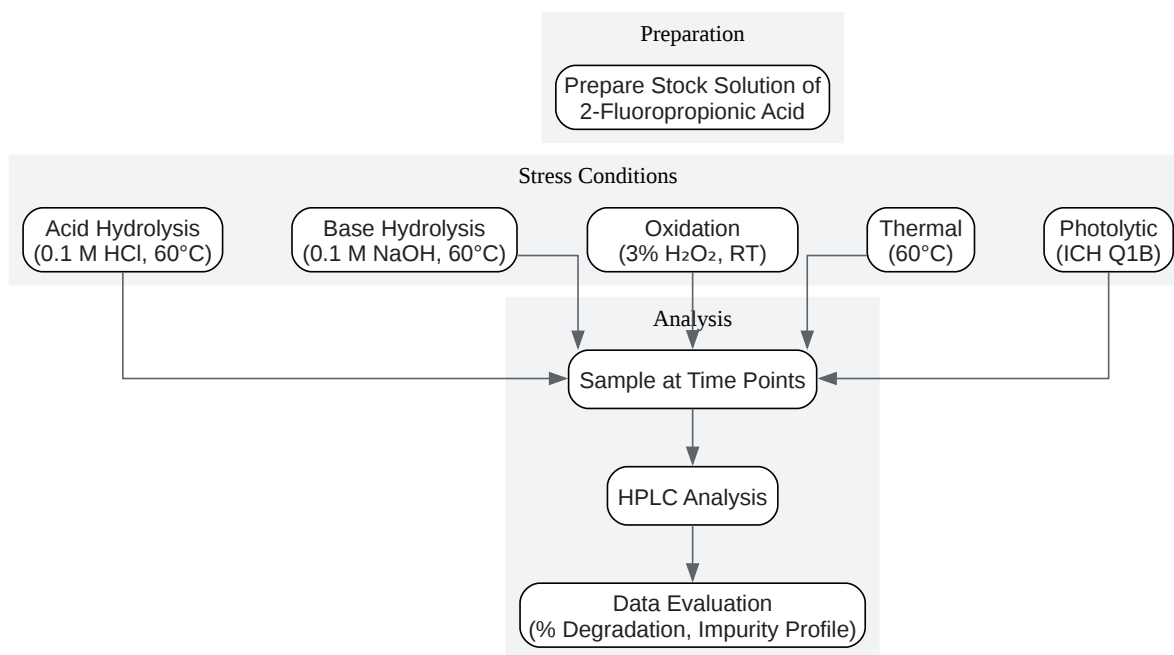 Preparation
Prepare Stock Solution of
2-Fluoropropionic Acid
Stress Conditions
Acid Hydrolysis
(0.1 M HCl, 60°C)
Base Hydrolysis
(0.1 M NaOH, 60°C)
Oxidation
(3% H₂O₂, RT)
Thermal
(60°C)
Photolytic
(ICH Q1B)
Analysis
Sample at Time Points
HPLC Analysis
Data Evaluation
(% Degradation, Impurity Profile)